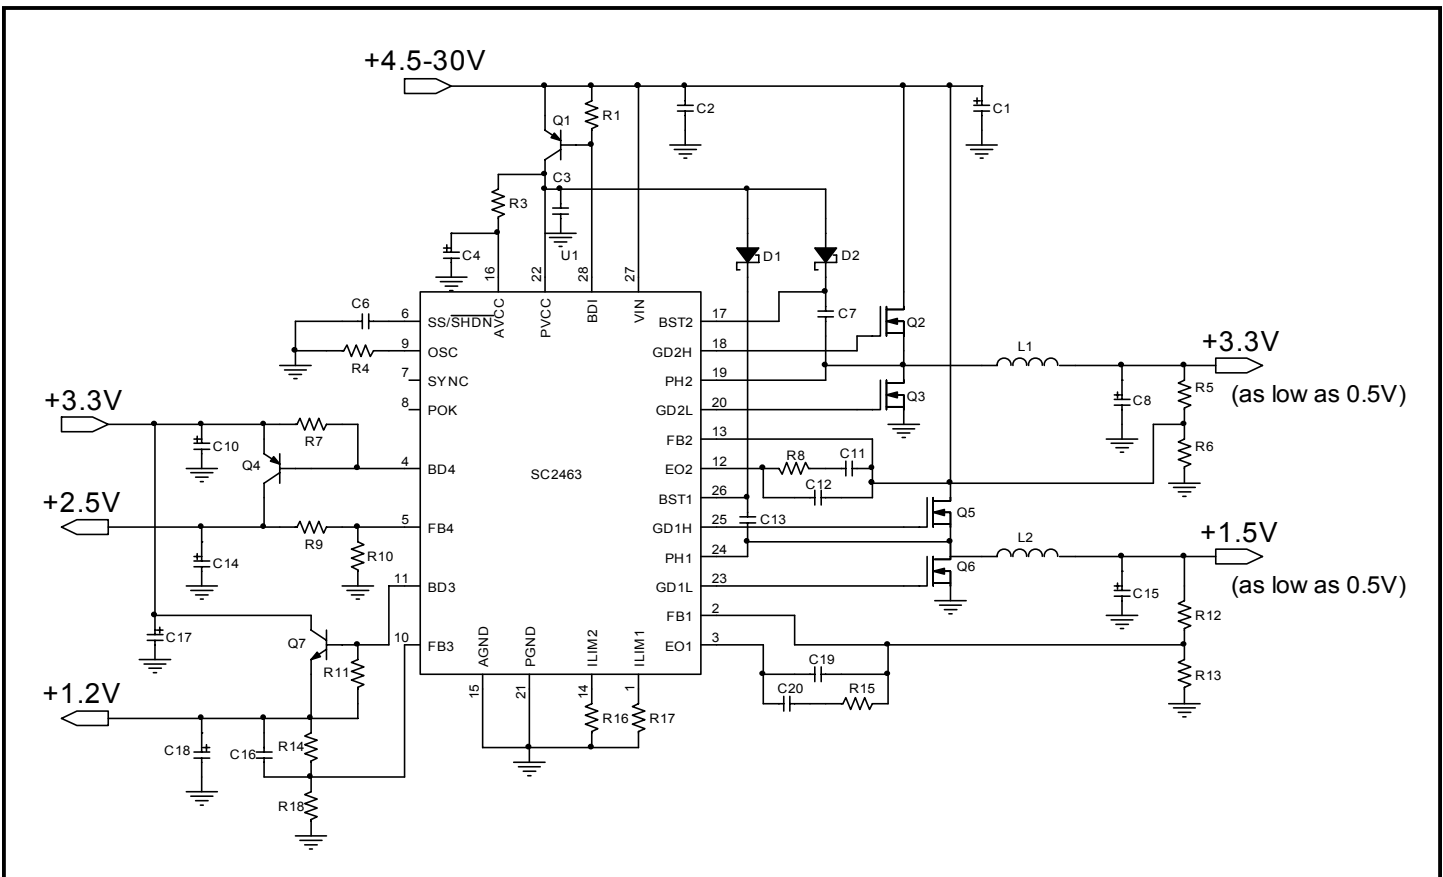 +4.5-30V
C2
C1
Q1
R1
C3
R3
C4
U1
D1
D2
16
22
28
27
AVCC
PVCC
BDI
VIN
C6
6
SS/SHDN
R4
9
OSC
7
SYNC
8
POK
BST2
17
C7
GD2H
18
Q2
PH2
19
GD2L
20
Q3
L1
+3.3V
(as low as 0.5V)
C8
R5
R6
+3.3V
C10
R7
Q4
4
BD4
SC2463
FB2
13
EO2
12
R8
C11
C12
BST1
26
+2.5V
C14
R9
R10
5
FB4
GD1H
25
C13
Q5
PH1
24
GD1L
23
Q6
L2
+1.5V
(as low as 0.5V)
C15
R12
R13
11
BD3
C17
Q7
R11
10
FB3
FB1
2
EO1
3
C19
C20
R15
AGND
PGND
ILIM2
ILIM1
15
21
14
1
R16
R17
+1.2V
C18
C16
R14
R18